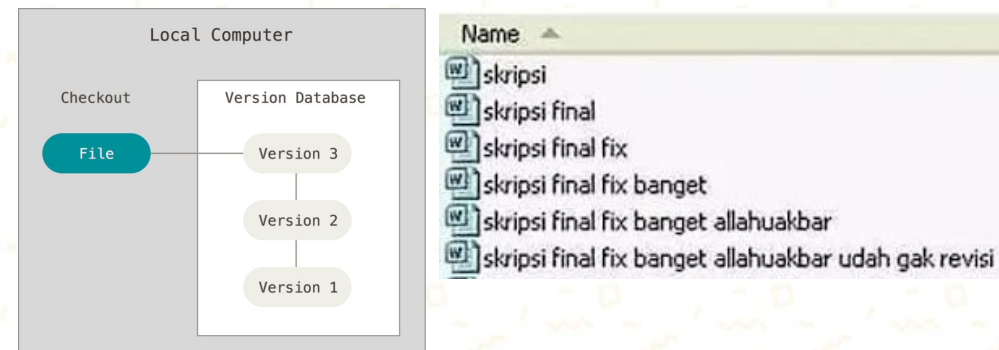 Local Computer
Checkout
Version Database
File
Version 3
Version 2
Version 1
Name
skripsi
skripsi final
skripsi final fix
skripsi final fix banget
skripsi final fix banget allahuakbar
skripsi final fix banget allahuakbar udah gak revisi